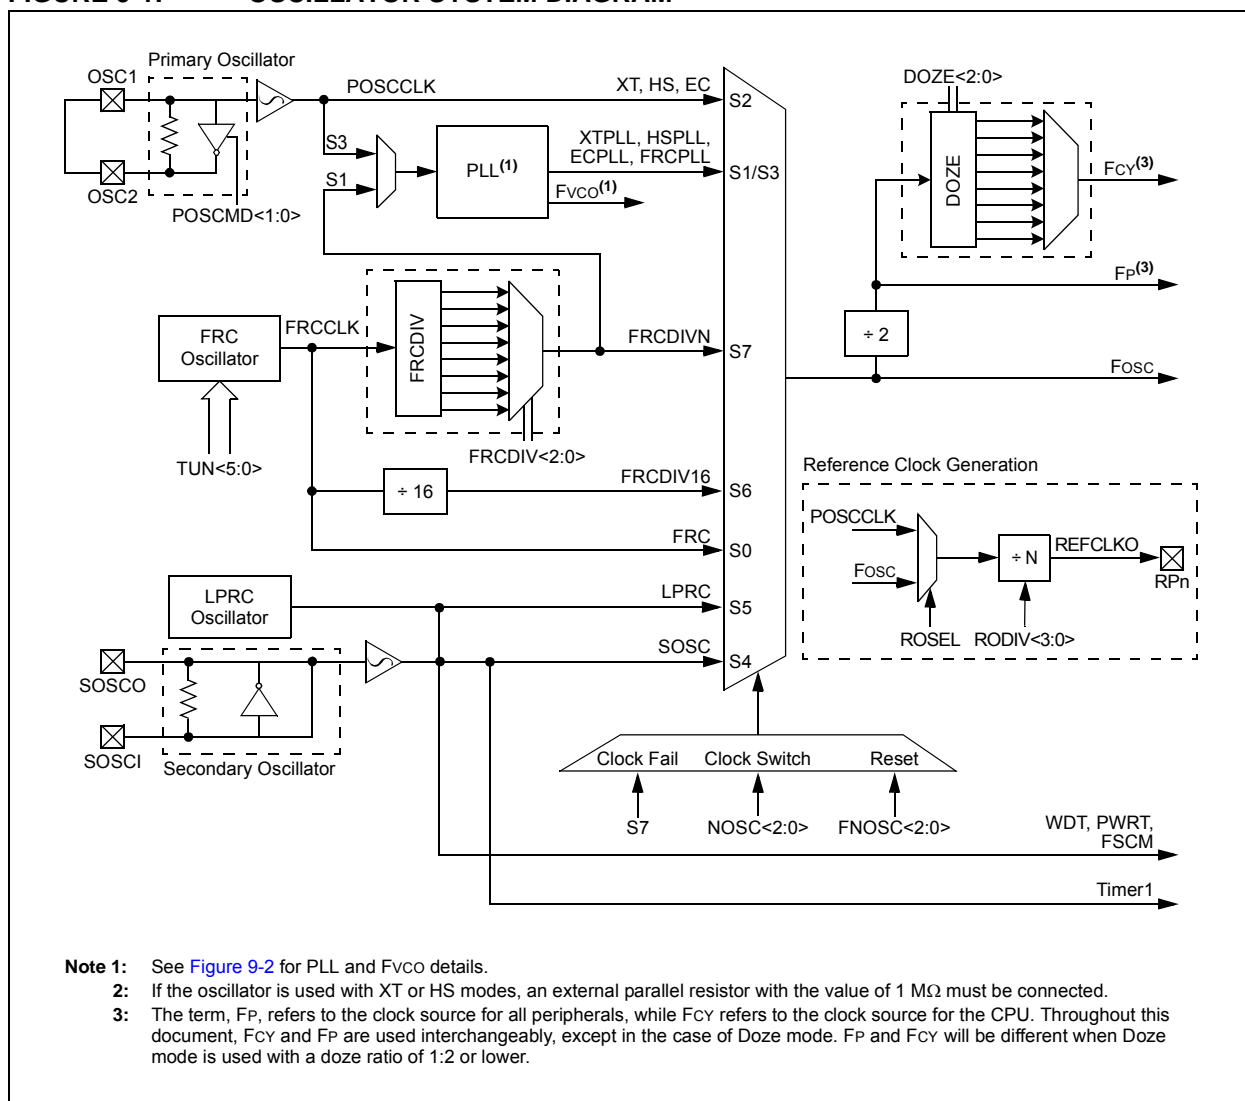 Primary Oscillator
OSC1
OSC2
POSCMD<1:0>
POSCCLK
XT, HS, EC
S2
S3
S1
PLL(1)
XTPLL, HSPLL,
ECPLL, FRCPLL
S1/S3
FVCO(1)
DOZE<2:0>
DOZE
FCY(3)
FP(3)
÷ 2
FOSC
FRC
Oscillator
FRCCLK
TUN<5:0>
FRCDIV
FRCDIV<2:0>
FRCDIVN
S7
÷ 16
FRCDIV16
S6
FRC
S0
LPRC
Oscillator
LPRC
S5
SOSC
S4
SOSCO
SOSCI
Secondary Oscillator
Reference Clock Generation
POSCCLK
FOSC
÷ N
REFCLKO
RPn
ROSEL
RODIV<3:0>
Clock Fail
Clock Switch
Reset
S7
NOSC<2:0>
FNOSC<2:0>
WDT, PWRT,
FSCM
Timer1
Note 1: See Figure 9-2 for PLL and FVCO details.
2: If the oscillator is used with XT or HS modes, an external parallel resistor with the value of 1 MΩ must be connected.
3: The term, FP, refers to the clock source for all peripherals, while FCY refers to the clock source for the CPU. Throughout this
document, FCY and FP are used interchangeably, except in the case of Doze mode. FP and FCY will be different when Doze
mode is used with a doze ratio of 1:2 or lower.